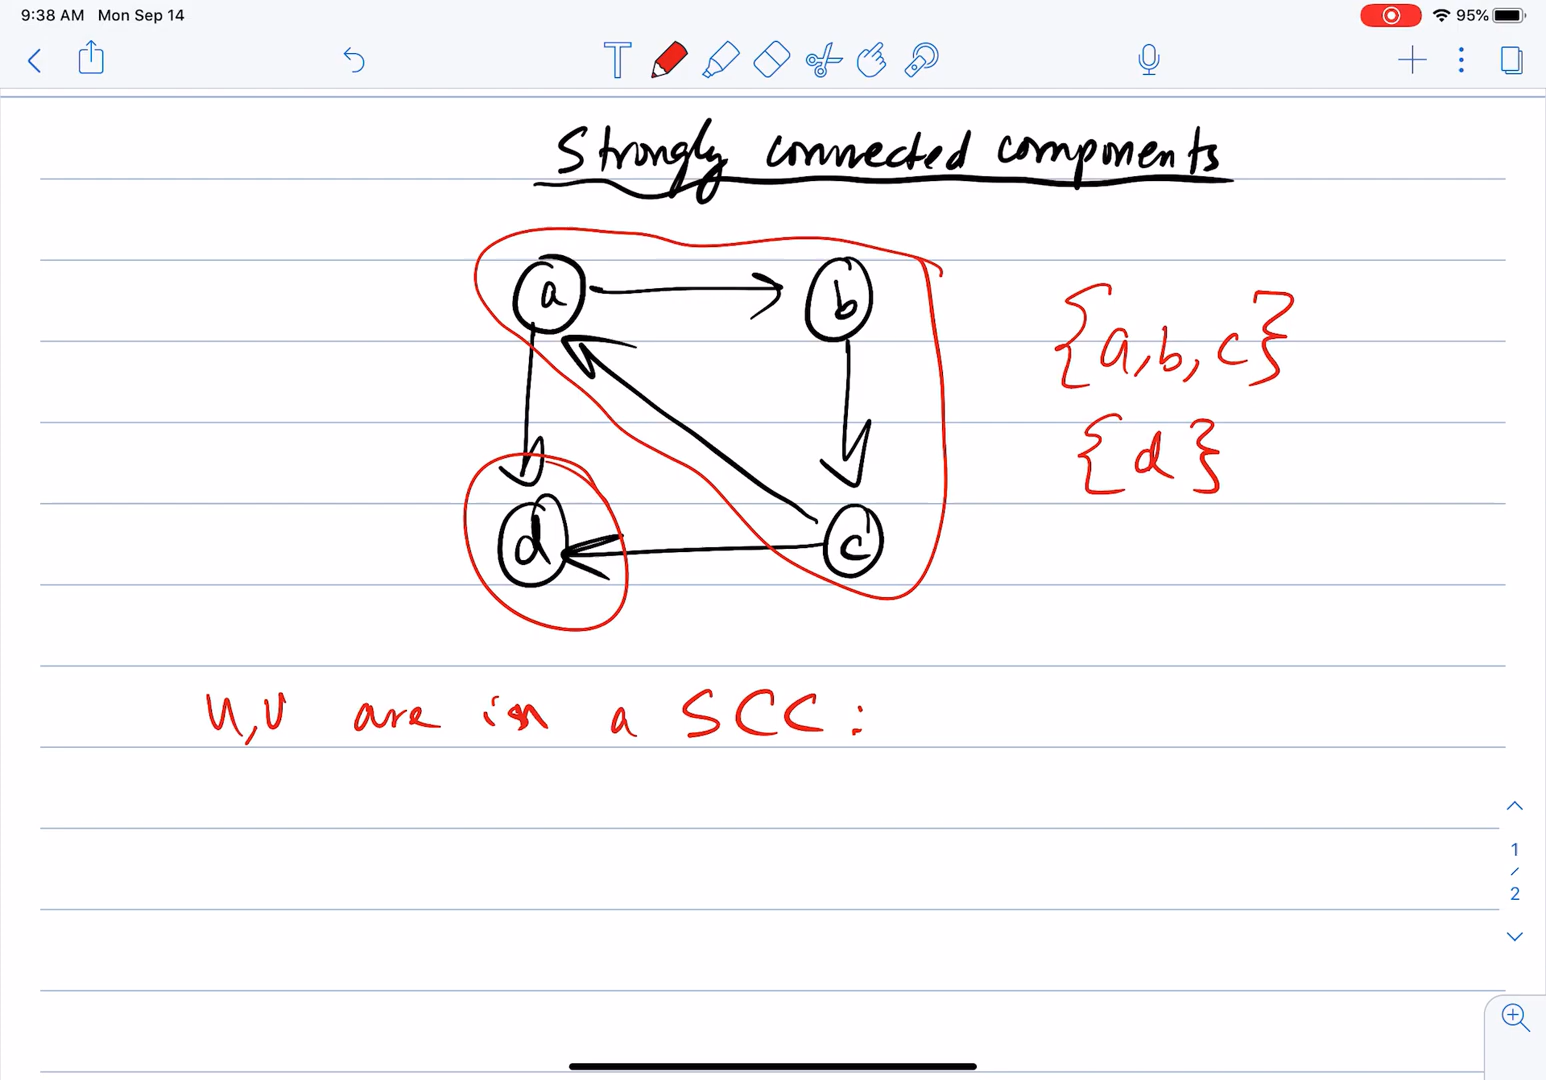 9:38 AM Mon Sep 14
95%
T
Strongly connected components
a
b
{a,b,c}
{d}
d
c
u,v are in a SCC:
1
/
2